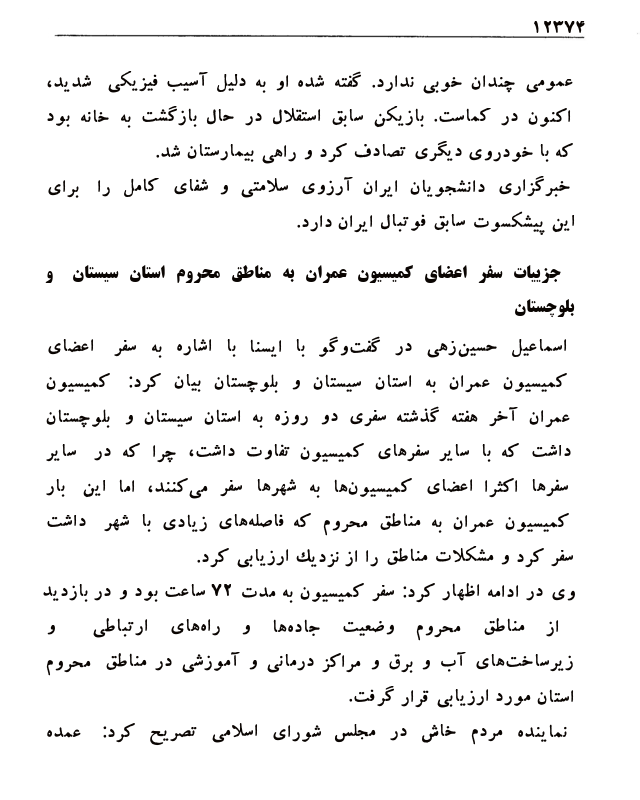 ۱۲۳۷۴
عمومی چندان خوبی ندارد. گفته شده او به دلیل آسیب فیزیکی شدید،
اکنون در کماست. بازیکن سابق استقلال در حال بازگشت به خانه بود
که با خودروی دیگری تصادف کرد و راهی بیمارستان شد.
خبرگزاری دانشجویان ایران آرزوی سلامتی و شفای کامل را برای
این پیشکسوت سابق فوتبال ایران دارد.
جزییات سفر اعضای کمیسیون عمران به مناطق محروم استان سیستان و
بلوچستان
اسماعیل حسین‌زهی در گفت‌وگو با ایسنا با اشاره به سفر اعضای
کمیسیون عمران به استان سیستان و بلوچستان بیان کرد: کمیسیون
عمران آخر هفته گذشته سفری دو روزه به استان سیستان و بلوچستان
داشت که با سایر سفرهای کمیسیون تفاوت داشت، چرا که در سایر
سفرها اکثرا اعضای کمیسیون‌ها به شهرها سفر می‌کنند، اما این بار
کمیسیون عمران به مناطق محروم که فاصله‌های زیادی با شهر داشت
سفر کرد و مشکلات مناطق را از نزدیك ارزیابی کرد.
وی در ادامه اظهار کرد: سفر کمیسیون به مدت ۷۲ ساعت بود و در بازدید
از مناطق محروم وضعیت جاده‌ها و راه‌های ارتباطی و
زیرساخت‌های آب و برق و مراکز درمانی و آموزشی در مناطق محروم
استان مورد ارزیابی قرار گرفت.
نماینده مردم خاش در مجلس شورای اسلامی تصریح کرد: عمده